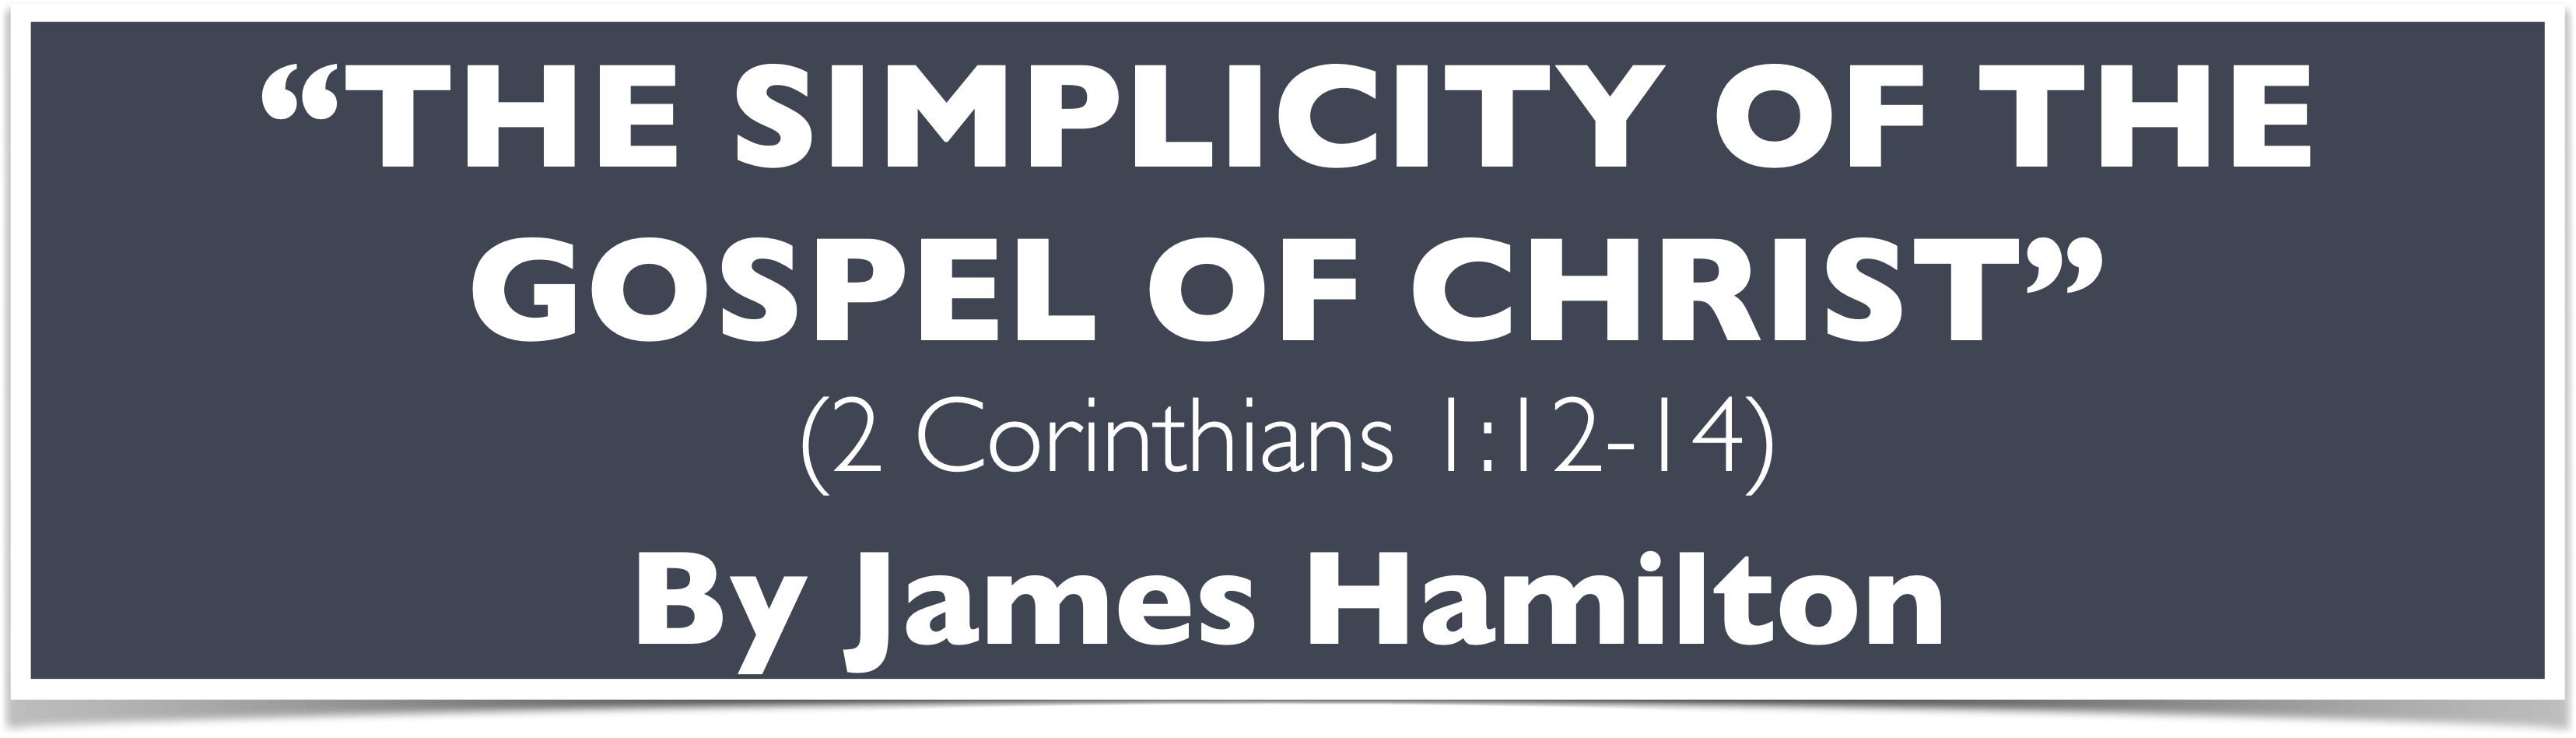 “THE SIMPLICITY OF THE
GOSPEL OF CHRIST”
(2 Corinthians 1:12-14)
By James Hamilton